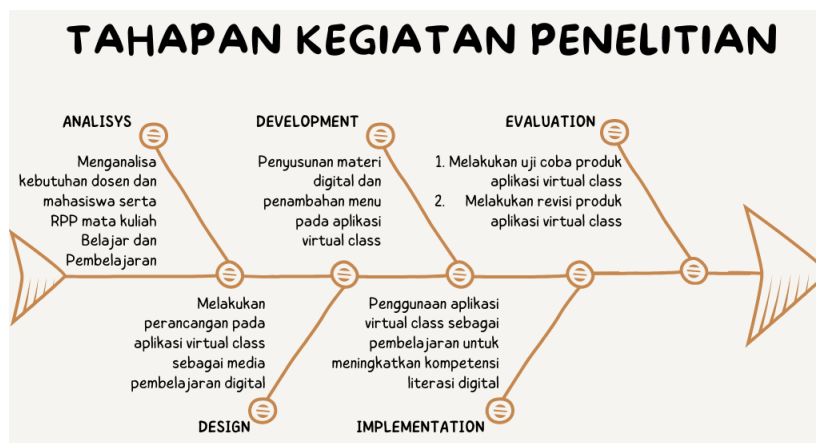 TAHAPAN KEGIATAN PENELITIAN
ANALISYS
Menganalisa
kebutuhan dosen dan
mahasiswa serta
RPP mata kuliah
Belajar dan
Pembelajaran
DESIGN
Melakukan
perancangan pada
aplikasi virtual class
sebagai media
pembelajaran digital
DEVELOPMENT
Penyusunan materi
digital dan
penambahan menu
pada aplikasi
virtual class
IMPLEMENTATION
Penggunaan aplikasi
virtual class sebagai
pembelajaran untuk
meningkatkan kompetensi
literasi digital
EVALUATION
1. Melakukan uji coba produk
aplikasi virtual class
2. Melakukan revisi produk
aplikasi virtual class